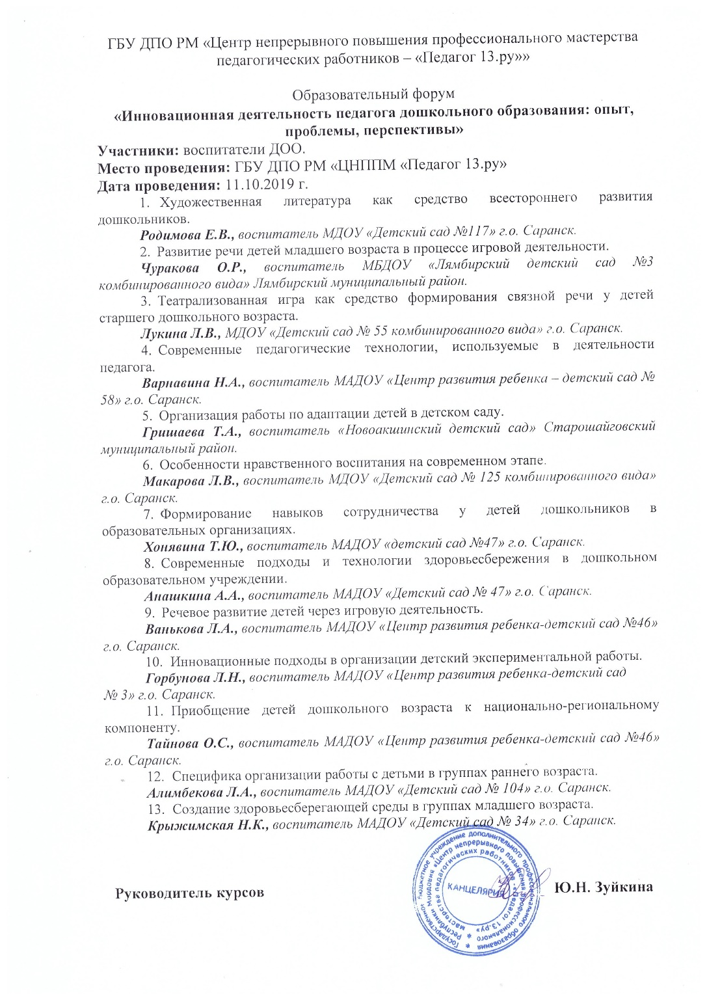 ГБУ ДПО РМ «Центр непрерывного повышения профессионального мастерства
педагогических работников – «Педагог 13.ру»»
Образовательный форум
«Инновационная деятельность педагога дошкольного образования: опыт,
проблемы, перспективы»
Участники: воспитатели ДОО.
Место проведения: ГБУ ДПО РМ «ЦНППМ «Педагог 13.ру»
Дата проведения: 11.10.2019 г.
1. Художественная литература как средство всестороннего развития
дошкольников.
Родимова Е.В., воспитатель МДОУ «Детский сад №117» г.о. Саранск.
2. Развитие речи детей младшего возраста в процессе игровой деятельности.
Чуракова О.Р., воспитатель МБДОУ «Лямбирский детский сад №3
комбинированного вида» Лямбирский муниципальный район.
3. Театрализованная игра как средство формирования связной речи у детей
старшего дошкольного возраста.
Лукина Л.В., МДОУ «Детский сад № 55 комбинированного вида» г.о. Саранск.
4. Современные педагогические технологии, используемые в деятельности
педагога.
Варнавина Н.А., воспитатель МАДОУ «Центр развития ребенка – детский сад №
58» г.о. Саранск.
5. Организация работы по адаптации детей в детском саду.
Гришаева Т.А., воспитатель «Новоакшинский детский сад» Старошайговский
муниципальный район.
6. Особенности нравственного воспитания на современном этапе.
Макарова Л.В., воспитатель МДОУ «Детский сад № 125 комбинированного вида»
г.о. Саранск.
7. Формирование навыков сотрудничества у детей дошкольников в
образовательных организациях.
Хонявина Т.Ю., воспитатель МАДОУ «детский сад №47» г.о. Саранск.
8. Современные подходы и технологии здоровьесбережения в дошкольном
образовательном учреждении.
Анашкина А.А., воспитатель МАДОУ «Детский сад № 47» г.о. Саранск.
9. Речевое развитие детей через игровую деятельность.
Ванькова Л.А., воспитатель МАДОУ «Центр развития ребенка-детский сад №46»
г.о. Саранск.
10. Инновационные подходы в организации детский экспериментальной работы.
Горбунова Л.Н., воспитатель МАДОУ «Центр развития ребенка-детский сад
№ 3» г.о. Саранск.
11. Приобщение детей дошкольного возраста к национально-региональному
компоненту.
Тайнова О.С., воспитатель МАДОУ «Центр развития ребенка-детский сад №46»
г.о. Саранск.
12. Специфика организации работы с детьми в группах раннего возраста.
Алимбекова Л.А., воспитатель МАДОУ «Детский сад № 104» г.о. Саранск.
13. Создание здоровьесберегающей среды в группах младшего возраста.
Крыжимская Н.К., воспитатель МАДОУ «Детский сад № 34» г.о. Саранск.
Руководитель курсов
Ю.Н. Зуйкина
Государственное бюджетное учреждение дополнительного профессионального образования
Республики Мордовия «Центр непрерывного повышения профессионального
мастерства педагогических работников - «Педагог 13.ру»
КАНЦЕЛЯРИЯ